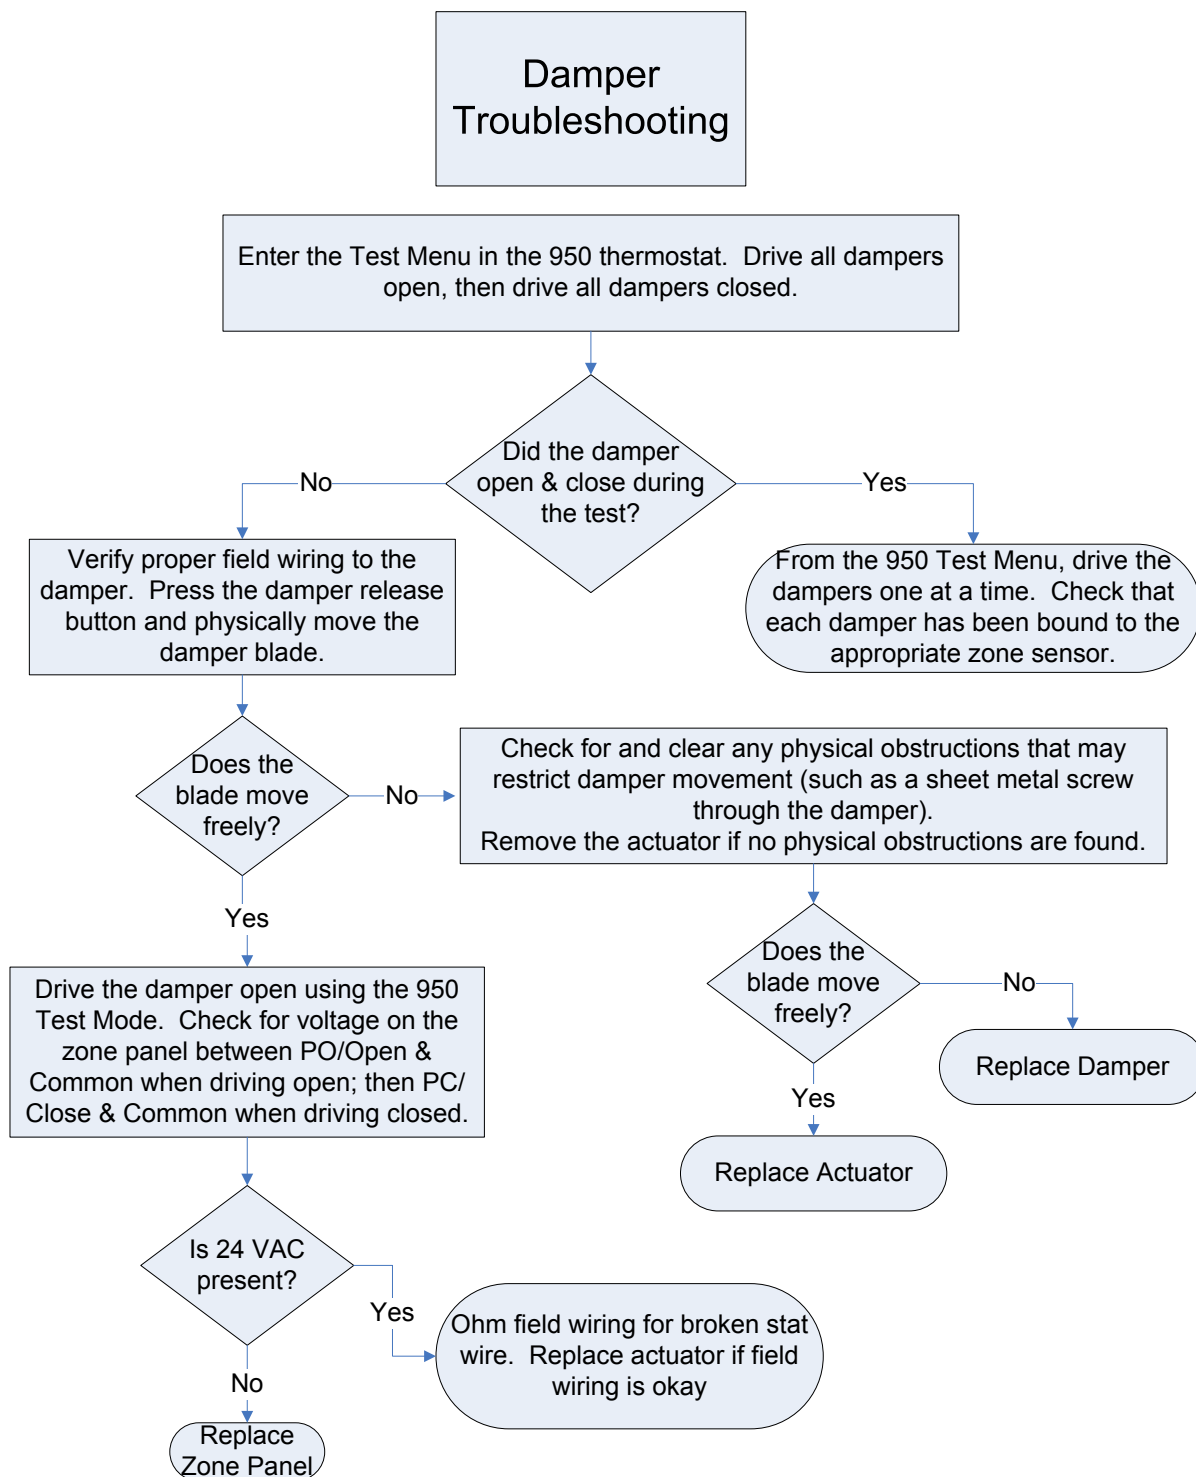 Damper
Troubleshooting
Enter the Test Menu in the 950 thermostat.  Drive all dampers
open, then drive all dampers closed.
Did the damper
open & close during
the test?
No
Yes
Verify proper field wiring to the
damper.  Press the damper release
button and physically move the
damper blade.
From the 950 Test Menu, drive the
dampers one at a time.  Check that
each damper has been bound to the
appropriate zone sensor.
Does the
blade move
freely?
No
Check for and clear any physical obstructions that may
restrict damper movement (such as a sheet metal screw
through the damper).
Remove the actuator if no physical obstructions are found.
Yes
Does the
blade move
freely?
No
Replace Damper
Yes
Replace Actuator
Drive the damper open using the 950
Test Mode.  Check for voltage on the
zone panel between PO/Open &
Common when driving open; then PC/
Close & Common when driving closed.
Is 24 VAC
present?
Yes
Ohm field wiring for broken stat
wire.  Replace actuator if field
wiring is okay
No
Replace
Zone Panel